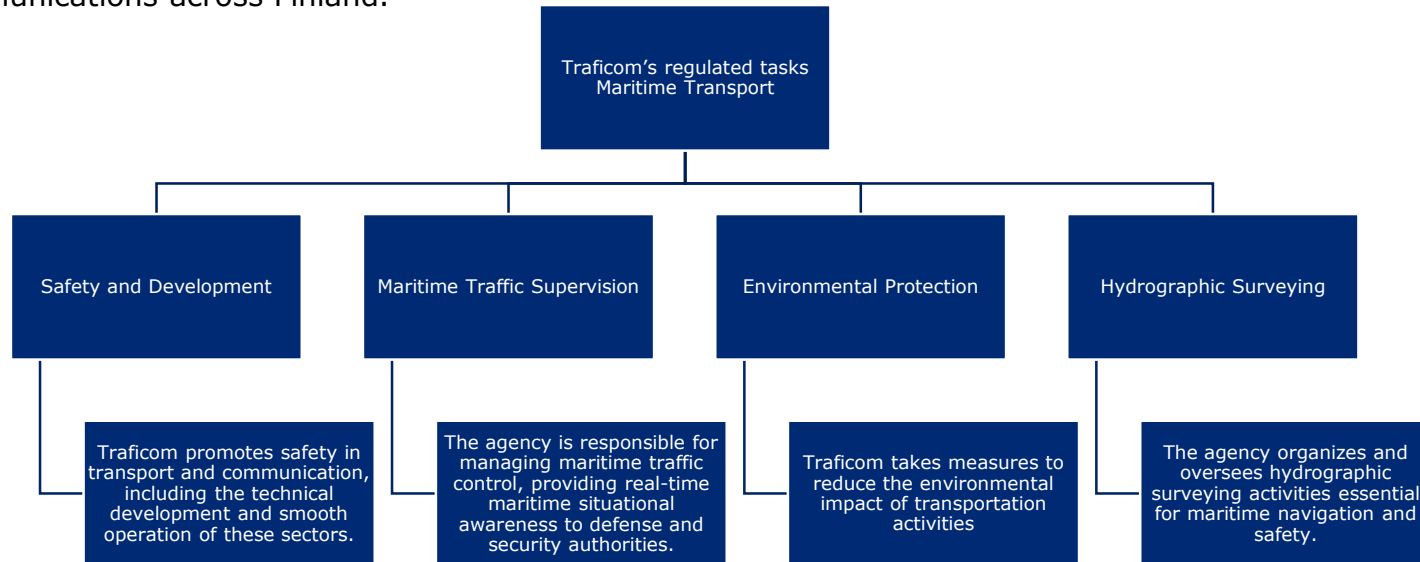 munications across Finland.
Traficom's regulated tasks
Maritime Transport
Safety and Development
Maritime Traffic Supervision
Environmental Protection
Hydrographic Surveying
Traficom promotes safety in
transport and communication,
including the technical
development and smooth
operation of these sectors.
The agency is responsible for
managing maritime traffic
control, providing real-time
maritime situational
awareness to defense and
security authorities.
Traficom takes measures to
reduce the environmental
impact of transportation
activities
The agency organizes and
oversees hydrographic
surveying activities essential
for maritime navigation and
safety.